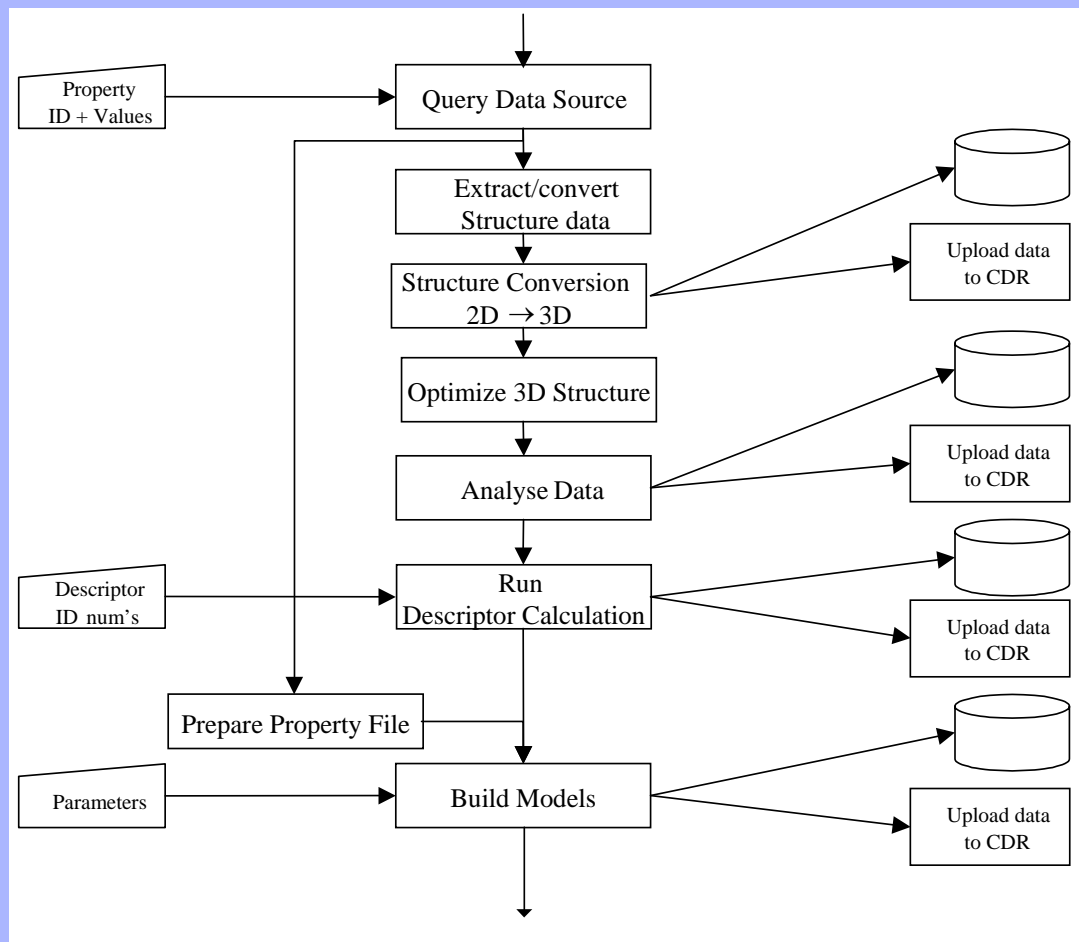 Property
ID + Values
Query Data Source
Extract/convert
Structure data
Structure Conversion
2D → 3D
Upload data
to CDR
Optimize 3D Structure
Analyse Data
Upload data
to CDR
Descriptor
ID num's
Run
Descriptor Calculation
Upload data
to CDR
Prepare Property File
Parameters
Build Models
Upload data
to CDR